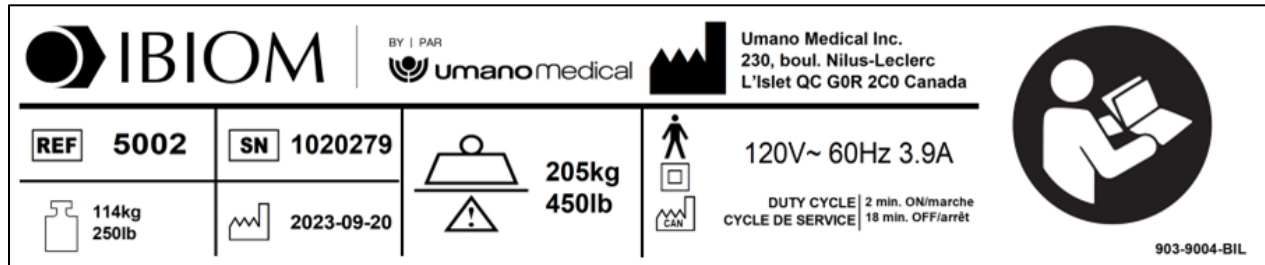 IBIOM
BY | PAR
umano medical
Umano Medical Inc.
230, boul. Nilus-Leclerc
L'Islet QC G0R 2C0 Canada
REF 5002
SN 1020279
114kg
250lb
2023-09-20
205kg
450lb
CAN
120V~ 60Hz 3.9A
DUTY CYCLE 2 min. ON/marche
CYCLE DE SERVICE 18 min. OFF/arrêt
903-9004-BIL